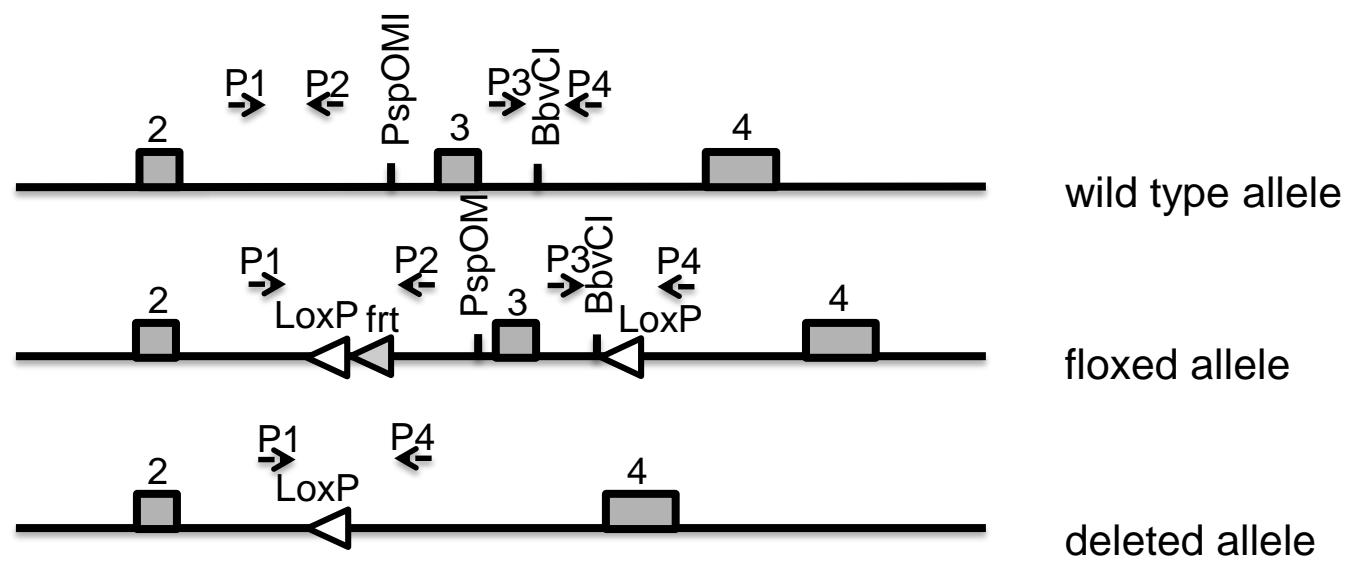 P1 P2 PspOMI P3 BbvCI P4
2 3 4
wild type allele
P1 P2 PspOMI P3 BbvCI P4
2 LoxP frt 3 LoxP 4
floxed allele
P1 P4
2 LoxP 4
deleted allele